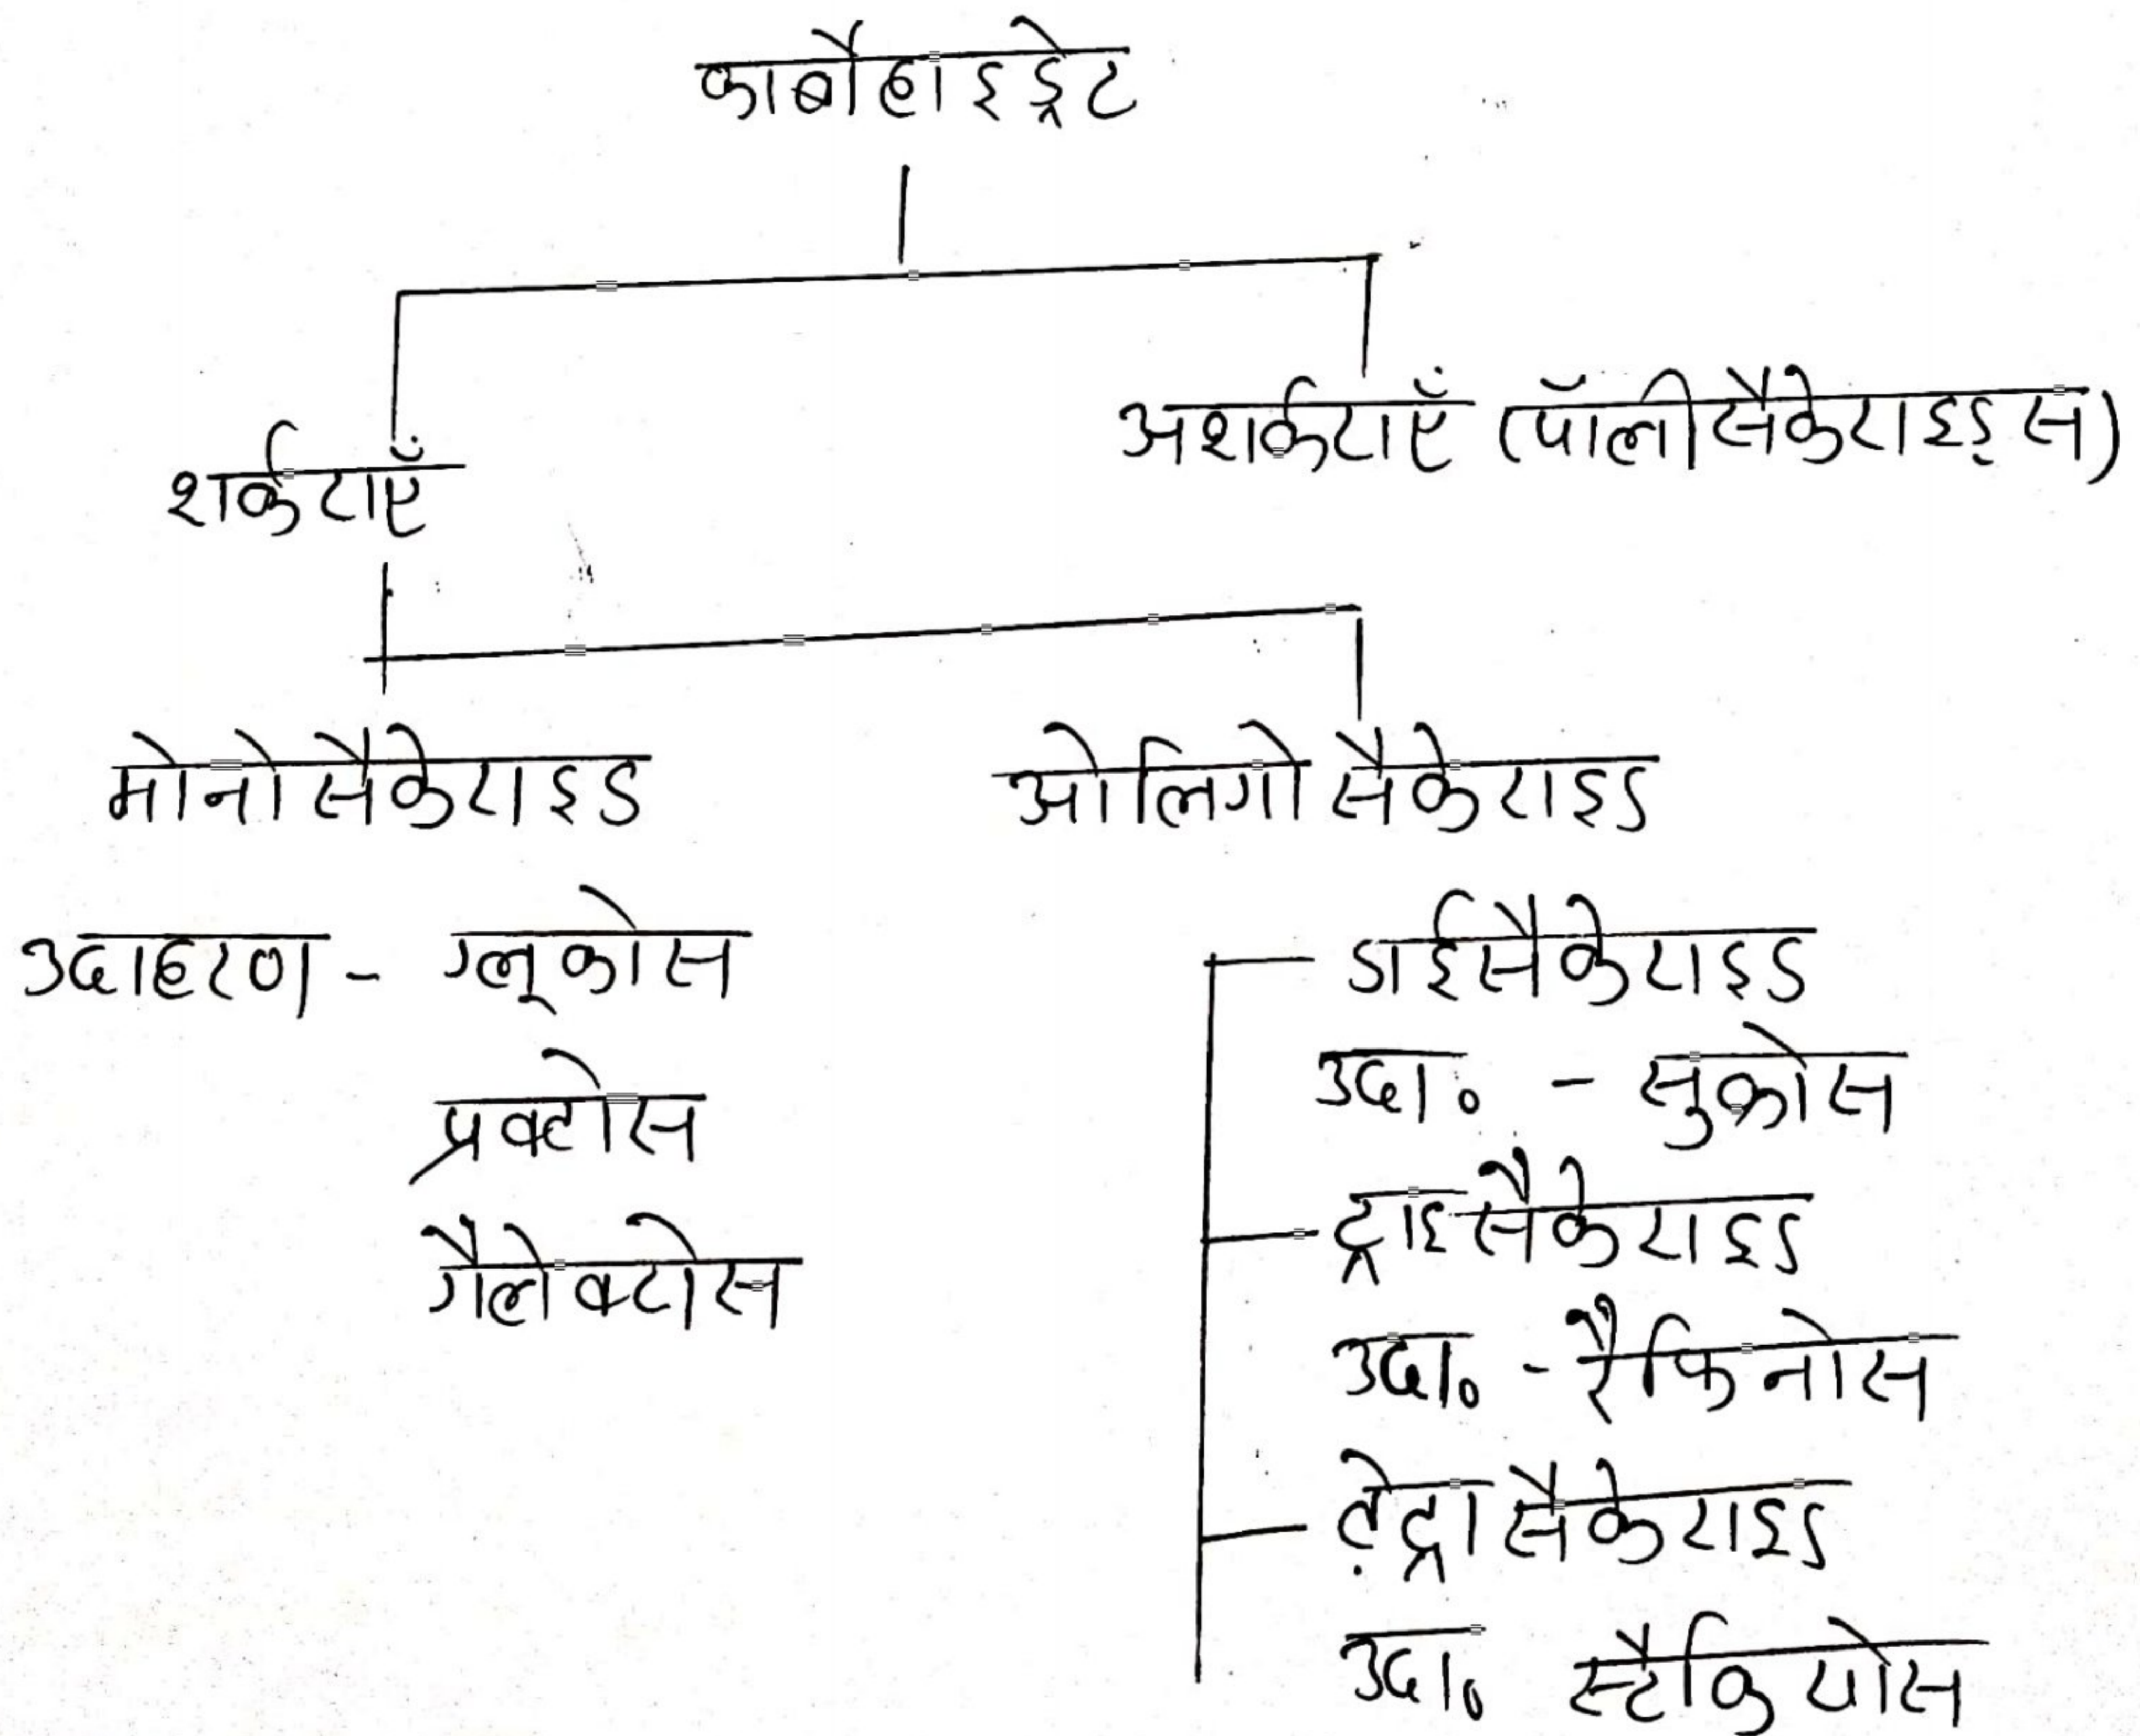 कार्बौहाइड्रेट
अशर्कराएँ (पॉलीसैकेराइड्स)
शर्कराएँ
मोनोसैकेराइड ओलिगोसैकेराइड
उदाहरण - ग्लूकोस
प्रक्टोस
गैलेक्टोस
डाईसैकेराइड
उदा० - सुक्रोस
ट्राइसैकेराइड
उदा० - रैफिनोस
टेट्रासैकेराइड
उदा० स्टैकियोस